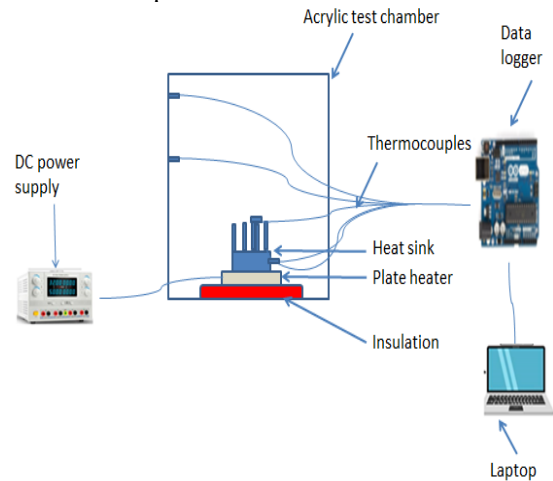 Acrylic test chamber
Data
logger
Thermocouples
DC power
supply
Heat sink
Plate heater
Insulation
Laptop